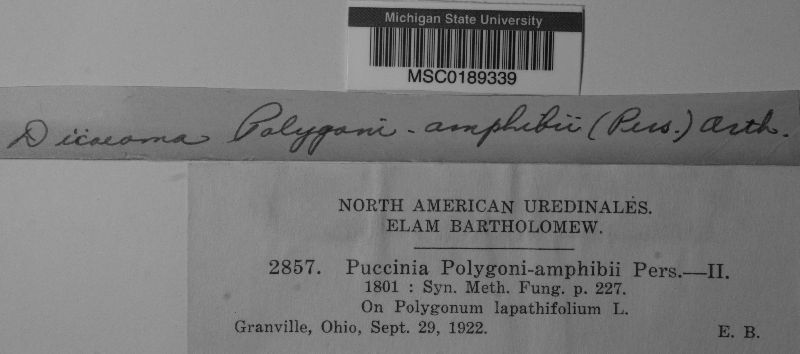 Michigan State University
MSC0189339
Dicaeoma Polygoni-amphibii (Pers.) Arth.
NORTH AMERICAN UREDINALES.
ELAM BARTHOLOMEW.
2857. Puccinia Polygoni-amphibii Pers.—II.
1801 : Syn. Meth. Fung. p. 227.
On Polygonum lapathifolium L.
Granville, Ohio, Sept. 29, 1922. E. B.